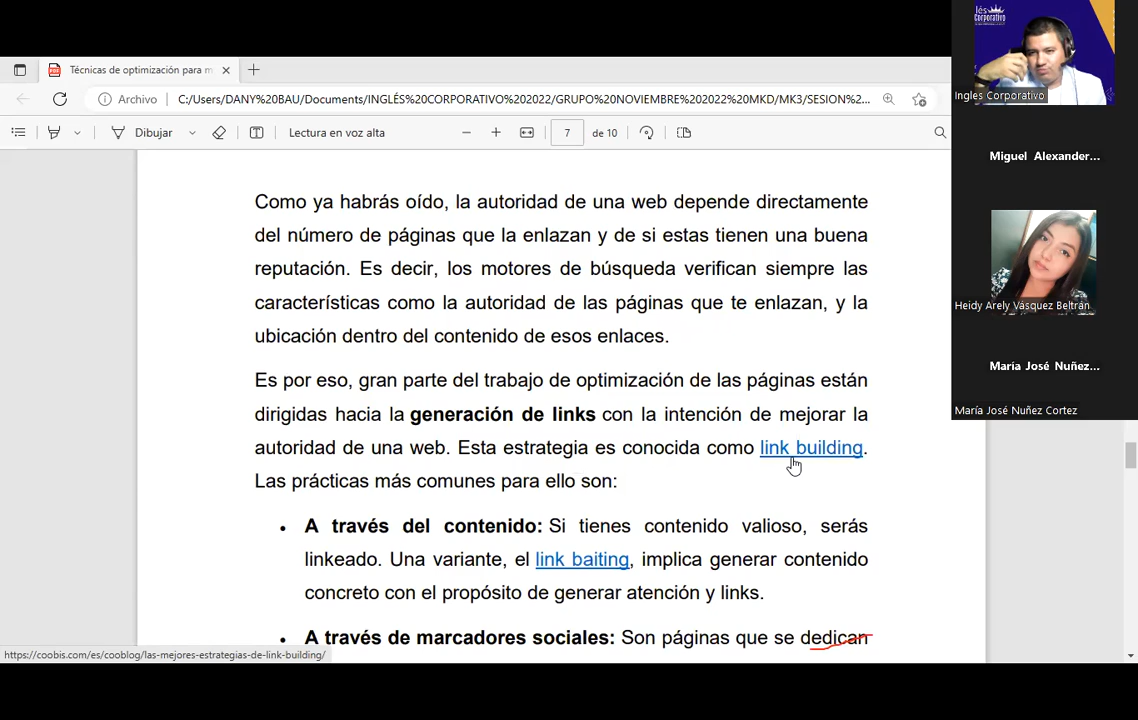 Técnicas de optimización para m
Archivo
C:/Users/DANY%20BAU/Documents/INGLÉS%20CORPORATIVO%202022/GRUPO%20NOVIEMBRE%202022%20MKD/MK3/SESION%2...
Dibujar
Lectura en voz alta
7
de 10
Como ya habrás oído, la autoridad de una web depende directamente
del número de páginas que la enlazan y de si estas tienen una buena
reputación. Es decir, los motores de búsqueda verifican siempre las
características como la autoridad de las páginas que te enlazan, y la
ubicación dentro del contenido de esos enlaces.
Es por eso, gran parte del trabajo de optimización de las páginas están
dirigidas hacia la generación de links con la intención de mejorar la
autoridad de una web. Esta estrategia es conocida como link building.
Las prácticas más comunes para ello son:
• A través del contenido: Si tienes contenido valioso, serás
linkeado. Una variante, el link baiting, implica generar contenido
concreto con el propósito de generar atención y links.
• A través de marcadores sociales: Son páginas que se dedican
https://coobis.com/es/cooblog/las-mejores-estrategias-de-link-building/
lés
Corporativo
Ingles Corporativo
Miguel Alexander...
Heidy Arely Vásquez Beltrán
María José Nuñez...
María José Nuñez Cortez